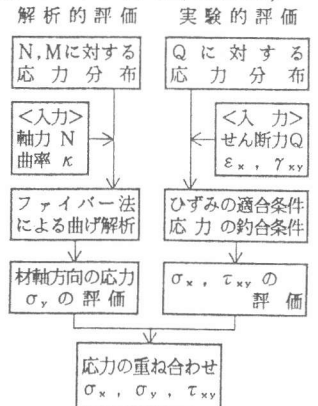 解析的評価
N,Mに対する
応力分布
<入力>
軸力 N
曲率 κ
ファイバー法
による曲げ解析
材軸方向の応力
σy の評価
実験的評価
Qに対する
応力分布
<入力>
せん断力Q
εx , γxy
ひずみの適合条件
応力の釣合条件
σx , τxy の
評価
応力の重ね合わせ
σx , σy , τxy